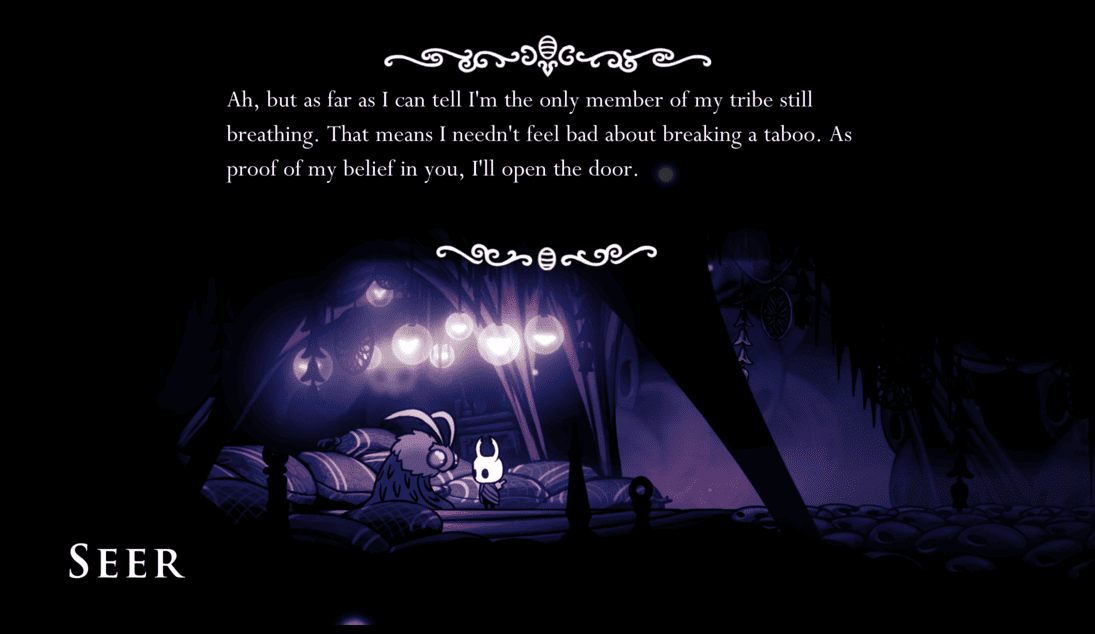 Ah, but as far as I can tell I'm the only member of my tribe still
breathing. That means I needn't feel bad about breaking a taboo. As
proof of my belief in you, I'll open the door.
SEER